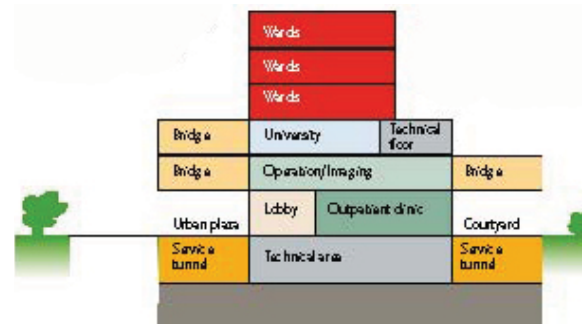 Wards
Wards
Wards
Bridge
University
Technical
floor
Bridge
Operation/Imaging
Bridge
Urban plaza
Lobby
Outpatient clinic
Courtyard
Service
tunnel
Technical area
Service
tunnel